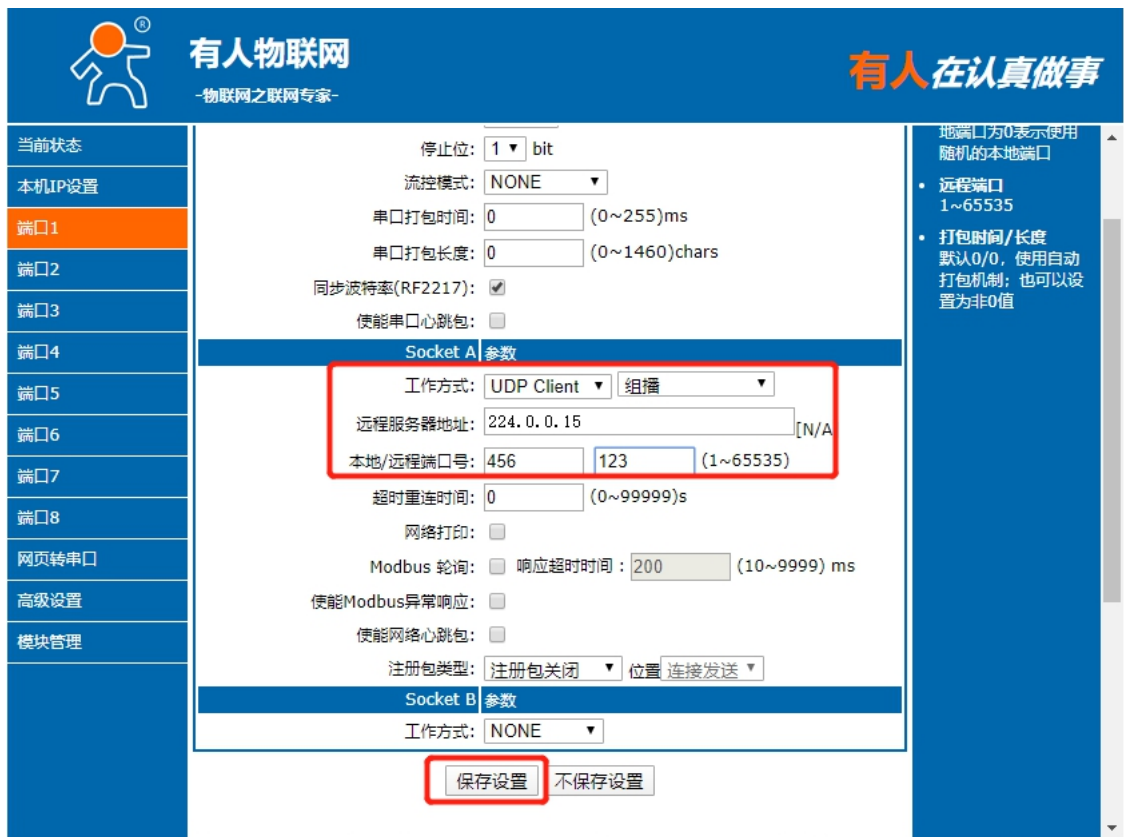 ®
有人物联网
-物联网之联网专家-
有人在认真做事
当前状态
本机IP设置
端口1
端口2
端口3
端口4
端口5
端口6
端口7
端口8
网页转串口
高级设置
模块管理
停止位: 1 bit
流控模式: NONE
串口打包时间: 0 (0~255)ms
串口打包长度: 0 (0~1460)chars
同步波特率(RF2217):
使能串口心跳包:
Socket A 参数
工作方式: UDP Client 组播
远程服务器地址: 224.0.0.15 [N/A
本地/远程端口号: 456 123 (1~65535)
超时重连时间: 0 (0~99999)s
网络打印:
Modbus 轮询: 响应超时时间: 200 (10~9999) ms
使能Modbus异常响应:
使能网络心跳包:
注册包类型: 注册包关闭 位置 连接发送
Socket B 参数
工作方式: NONE
保存设置 不保存设置
地端口为0表示使用
随机的本地端口
• 远程端口
1~65535
• 打包时间/长度
默认0/0，使用自动
打包机制；也可以设
置为非0值